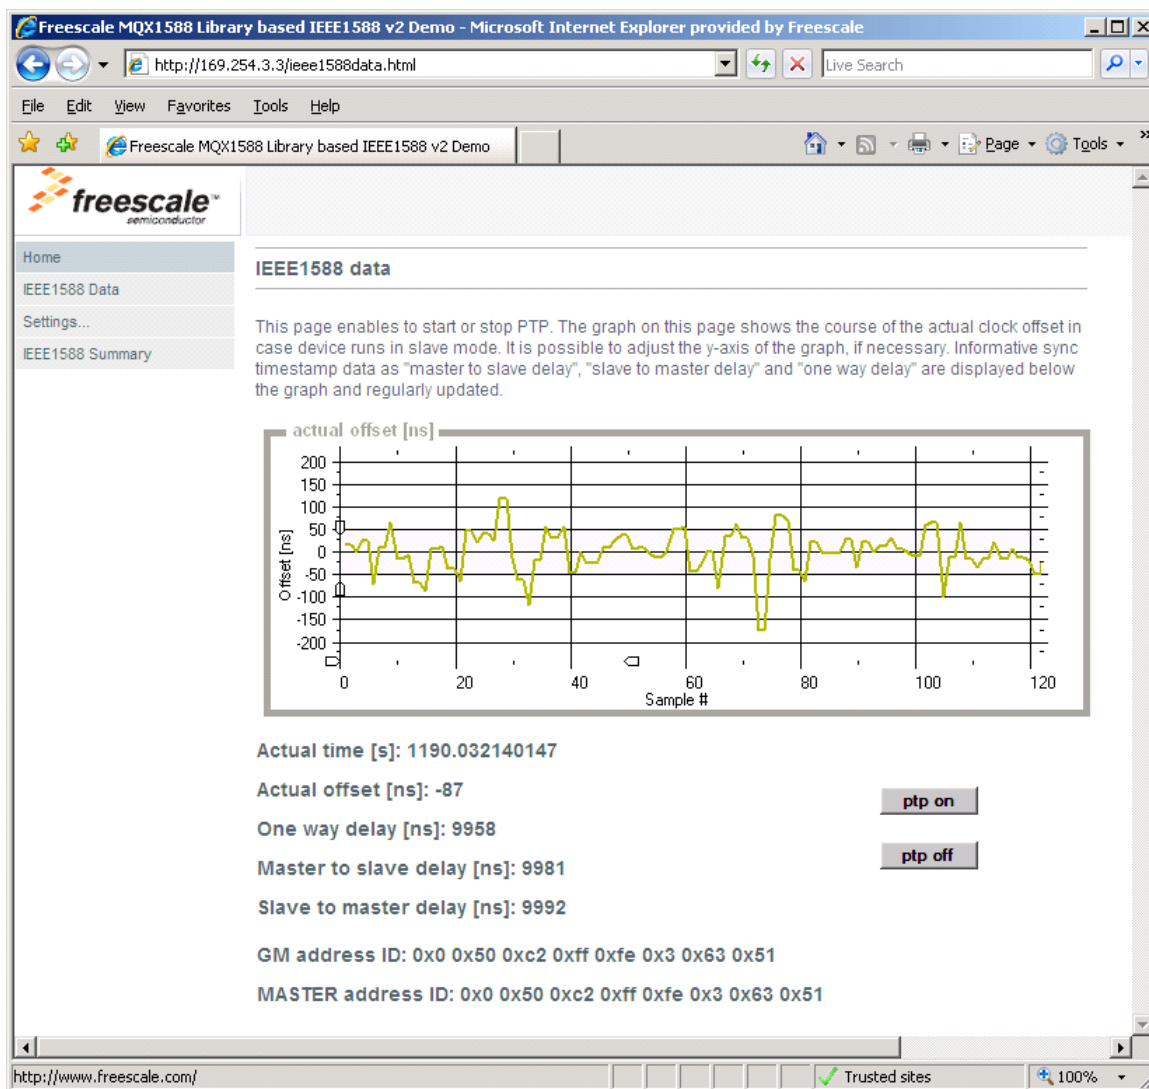 Freescale MQX1588 Library based IEEE1588 v2 Demo - Microsoft Internet Explorer provided by Freescale
http://169.254.3.3/ieee1588data.html
Live Search
File Edit View Favorites Tools Help
Freescale MQX1588 Library based IEEE1588 v2 Demo
Page Tools »
freescale™
semiconductor
Home
IEEE1588 Data
Settings...
IEEE1588 Summary
IEEE1588 data
This page enables to start or stop PTP. The graph on this page shows the course of the actual clock offset in
case device runs in slave mode. It is possible to adjust the y-axis of the graph, if necessary. Informative sync
timestamp data as "master to slave delay", "slave to master delay" and "one way delay" are displayed below
the graph and regularly updated.
actual offset [ns]
200
150
100
50
0
-50
-100
-150
-200
Offset [ns]
0 20 40 60 80 100 120
Sample #
Actual time [s]: 1190.032140147
Actual offset [ns]: -87
ptp on
One way delay [ns]: 9958
ptp off
Master to slave delay [ns]: 9981
Slave to master delay [ns]: 9992
GM address ID: 0x0 0x50 0xc2 0xff 0xfe 0x3 0x63 0x51
MASTER address ID: 0x0 0x50 0xc2 0xff 0xfe 0x3 0x63 0x51
http://www.freescale.com/
Trusted sites
100%